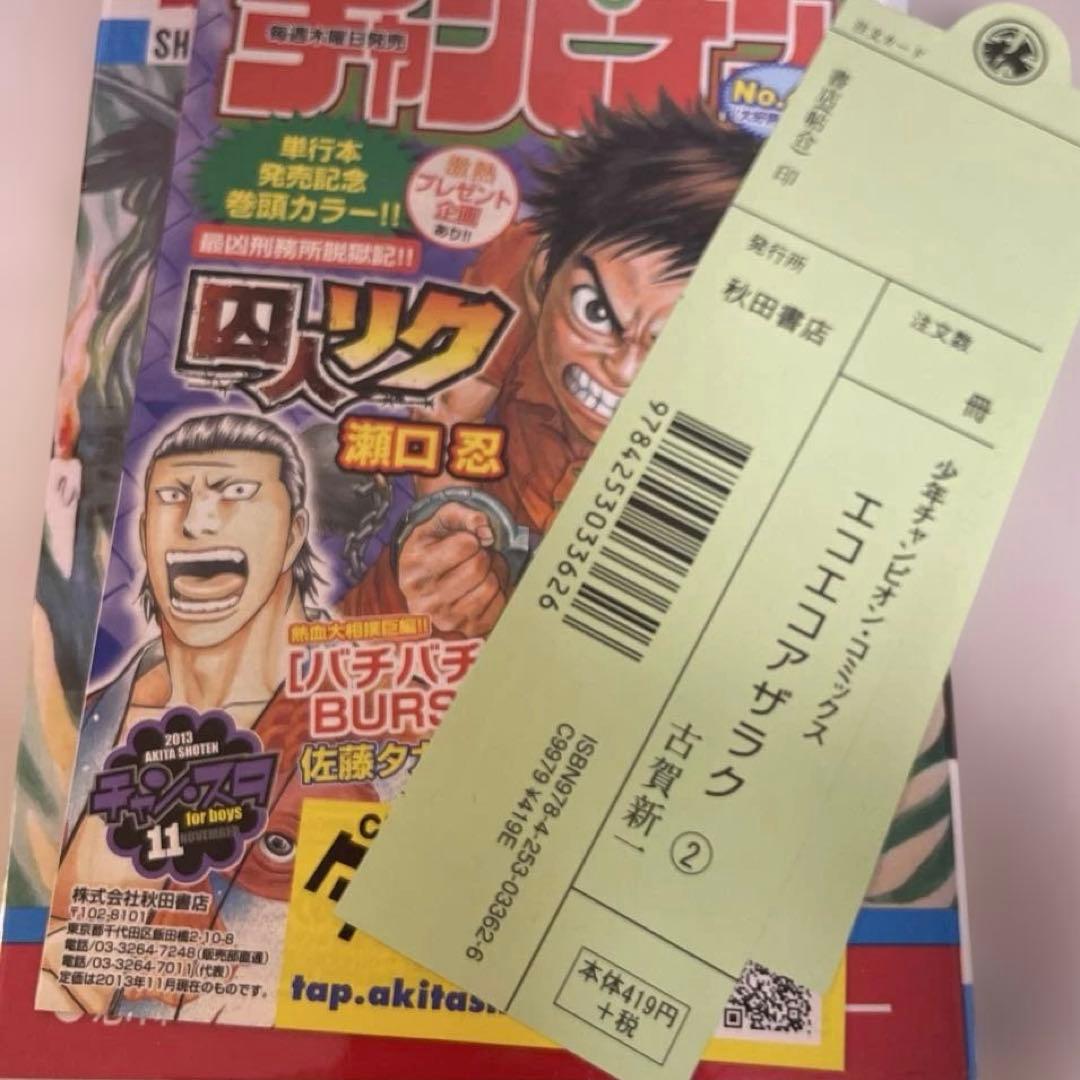 SH
毎週木曜日発売
チャンピオン
No.
単行本
発売記念
巻頭カラー!!
激熱
プレゼント
企画
あり!!
最凶刑務所脱獄記!!
囚人リク
瀬口 忍
熱血大相撲巨編!!
[バチバチ
BURS
佐藤タカ
2013
AKITA SHOTEN
チャン・スロ
for boys
11 NOVEMBER
株式会社秋田書店
〒102-8101
東京都千代田区飯田橋2-10-8
電話/03-3264-7248(販売部直通)
電話/03-3264-7011(代表)
定価は2013年11月現在のものです。
tap.akitas
注文カード
秋
書店(帖合)印
発行所
秋田書店
注文数
冊
9784253033626
少年チャンピオン・コミックス
エコエコアザラク
②
古賀新一
ISBN978-4-253-03362-6
C9979 ¥419E
本体419円
+税